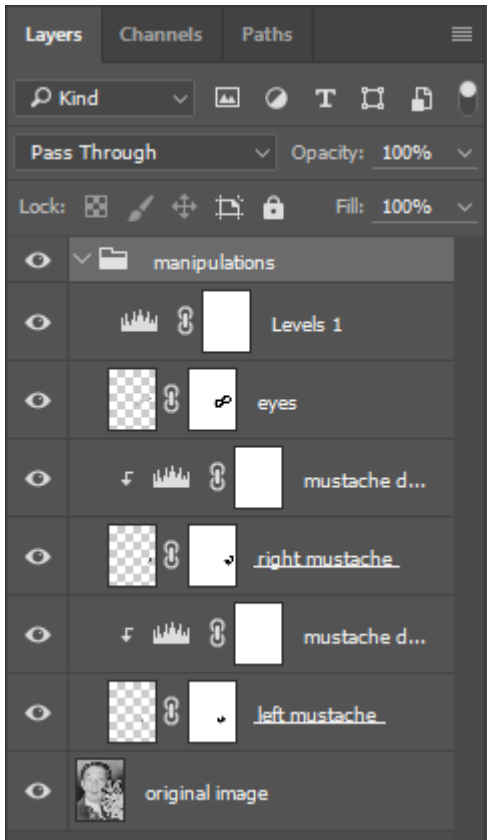 Layers Channels Paths
Kind
Pass Through Opacity: 100%
Lock: Fill: 100%
manipulations
Levels 1
eyes
mustache d...
right mustache
mustache d...
left mustache
original image